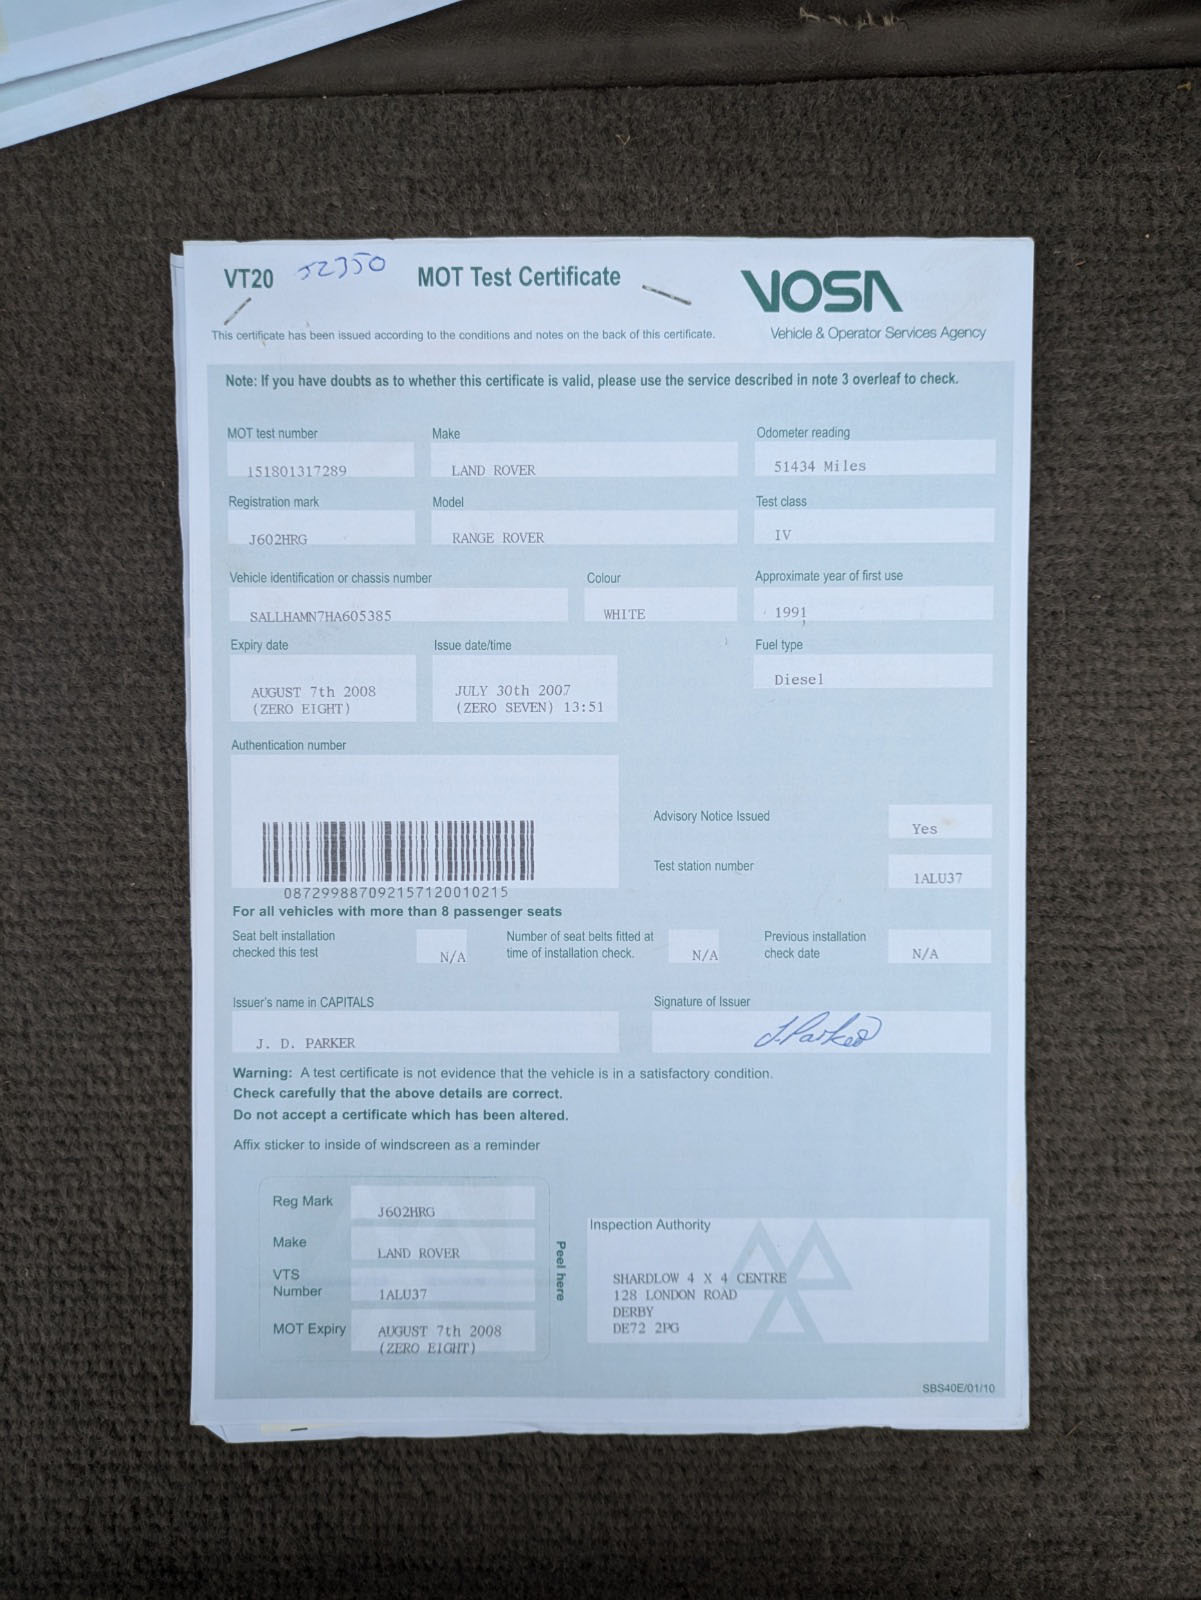 VT20 52350 MOT Test Certificate VOSA
This certificate has been issued according to the conditions and notes on the back of this certificate. Vehicle & Operator Services Agency
Note: If you have doubts as to whether this certificate is valid, please use the service described in note 3 overleaf to check.
MOT test number Make Odometer reading
151801317289 LAND ROVER 51434 Miles
Registration mark Model Test class
J602HRG RANGE ROVER IV
Vehicle identification or chassis number Colour Approximate year of first use
SALLHAMN7HA605385 WHITE 1991
Expiry date Issue date/time Fuel type
AUGUST 7th 2008 JULY 30th 2007 Diesel
(ZERO EIGHT) (ZERO SEVEN) 13:51
Authentication number
Advisory Notice Issued Yes
Test station number 1ALU37
087299887092157120010215
For all vehicles with more than 8 passenger seats
Seat belt installation Number of seat belts fitted at Previous installation
checked this test N/A time of installation check. N/A check date N/A
Issuer's name in CAPITALS Signature of Issuer
J. D. PARKER J. Parker
Warning: A test certificate is not evidence that the vehicle is in a satisfactory condition.
Check carefully that the above details are correct.
Do not accept a certificate which has been altered.
Affix sticker to inside of windscreen as a reminder
Reg Mark J602HRG
Make LAND ROVER
VTS
Number 1ALU37
MOT Expiry AUGUST 7th 2008
(ZERO EIGHT)
Peel here
Inspection Authority
SHARDLOW 4 X 4 CENTRE
128 LONDON ROAD
DERBY
DE72 2PG
SBS40E/01/10